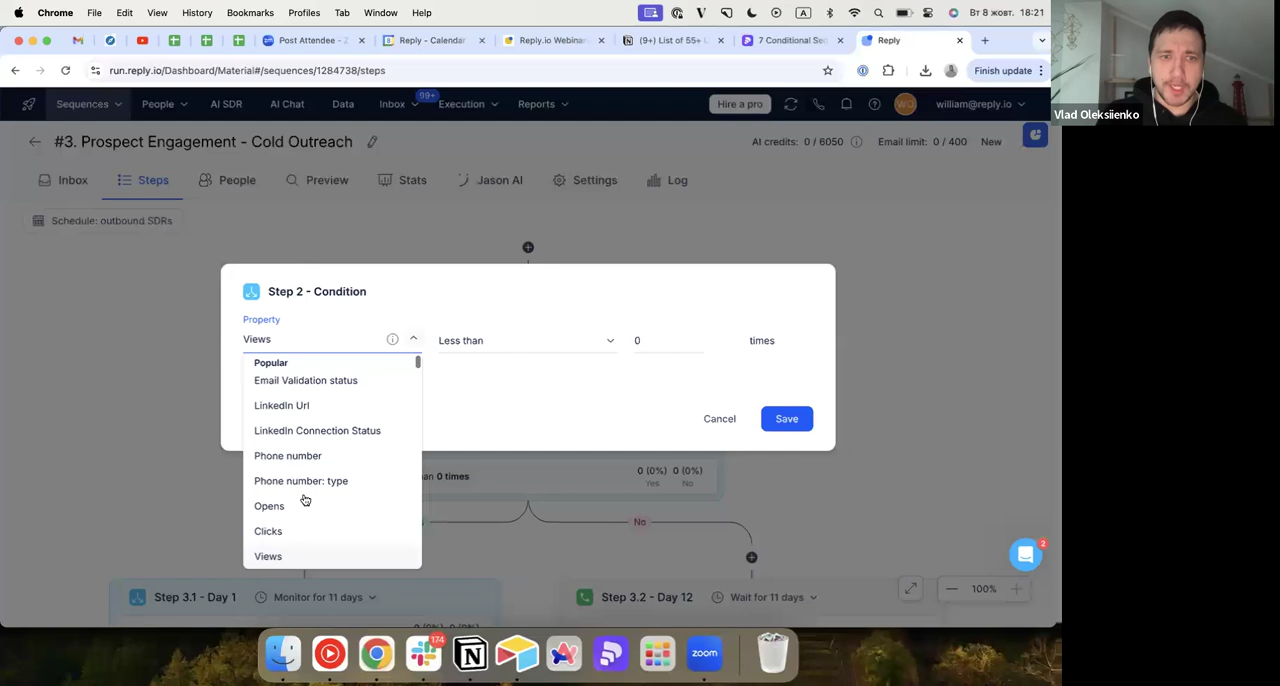 Chrome File Edit View History Bookmarks Profiles Tab Window Help V A Вт 8 жовт. 18:21
Post Attendee - Z Reply - Calendar Reply.io Webinar (9+) List of 55+ 7 Conditional Seq Reply
run.reply.io/Dashboard/Material#/sequences/1284738/steps Finish update
Vlad Oleksiienko
Sequences People AI SDR AI Chat Data Inbox 99+ Execution Reports Hire a pro WO william@reply.io
#3. Prospect Engagement - Cold Outreach AI credits: 0 / 6050 Email limit: 0 / 400 New
Inbox Steps People Preview Stats Jason AI Settings Log
Schedule: outbound SDRs
Step 2 - Condition
Property
Views Less than 0 times
Popular
Email Validation status
LinkedIn Url
Cancel Save
LinkedIn Connection Status
Phone number
Phone number: type
an 0 times 0 (0%) 0 (0%)
Yes No
Opens
No
Clicks
Views
2
Step 3.1 - Day 1 Monitor for 11 days Step 3.2 - Day 12 Wait for 11 days 100%
174
zoom